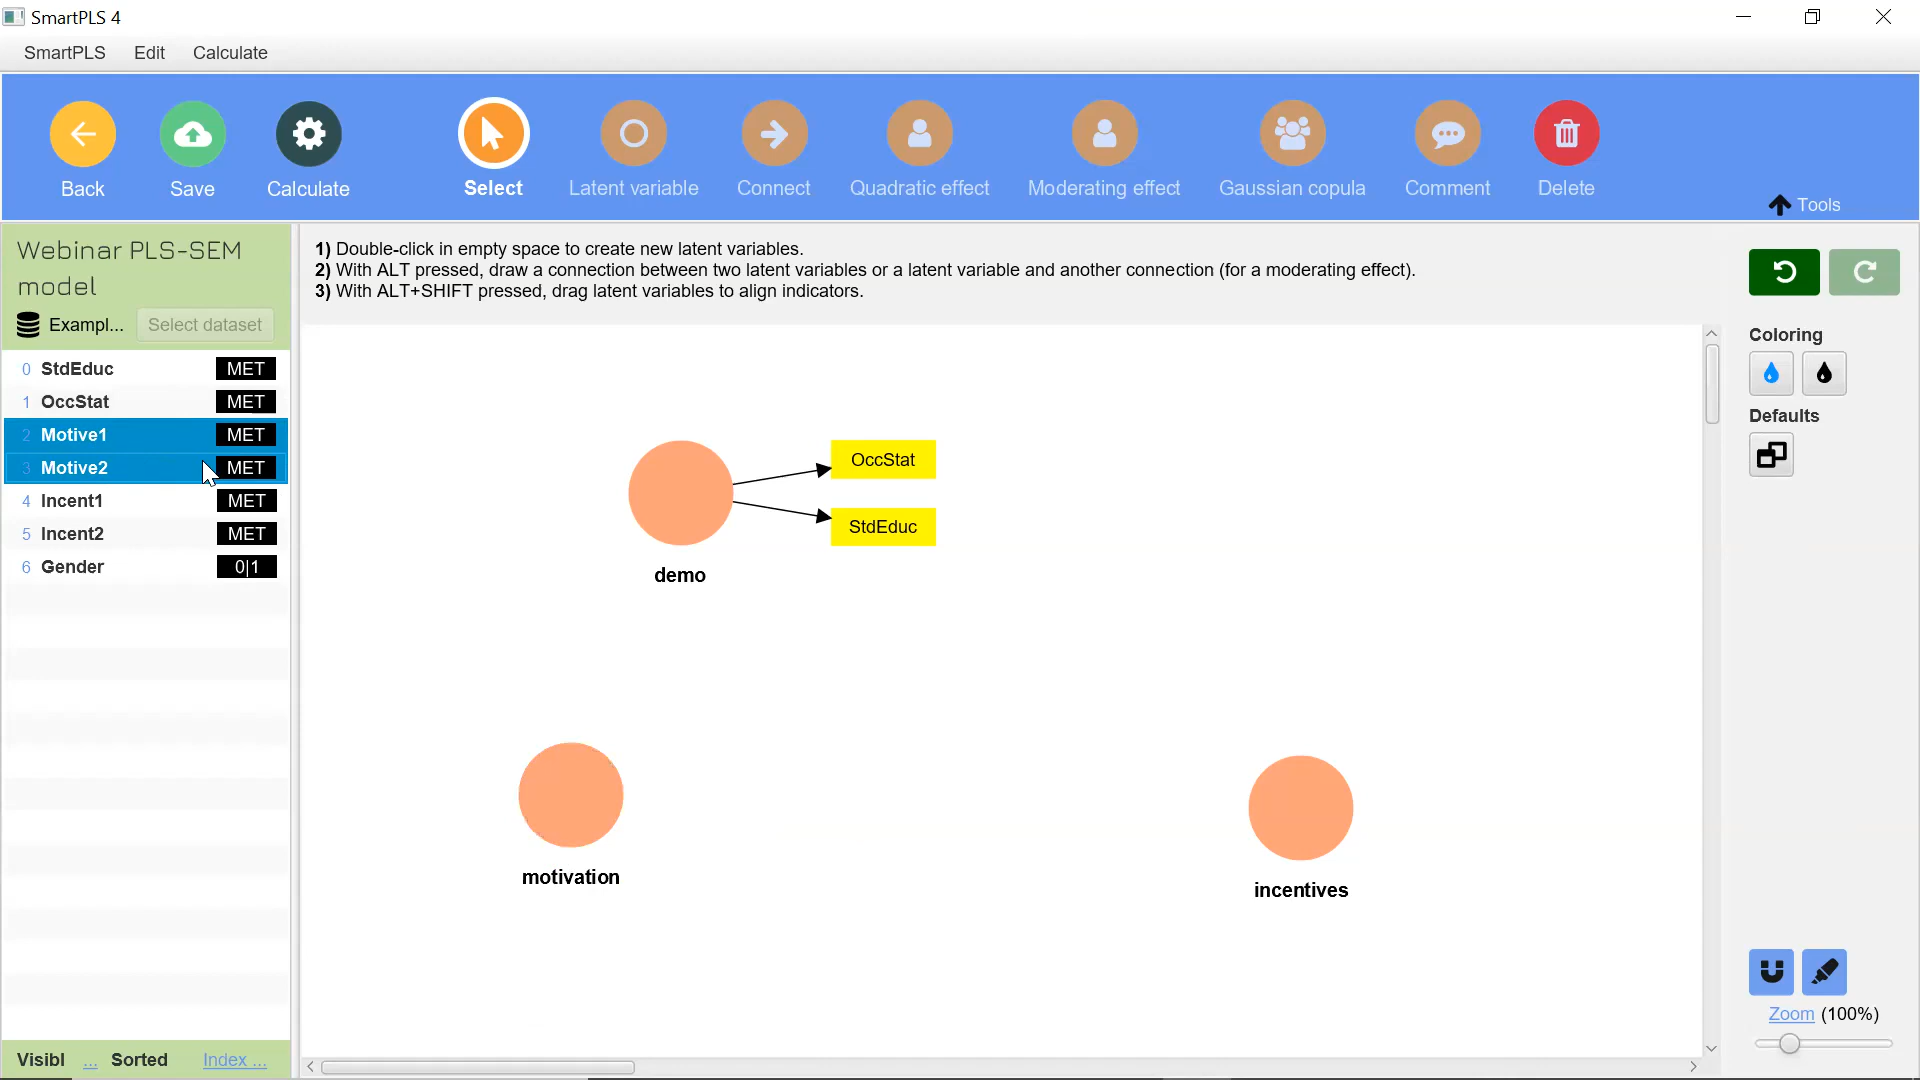 SmartPLS 4
SmartPLS Edit Calculate
Back Save Calculate Select Latent variable Connect Quadratic effect Moderating effect Gaussian copula Comment Delete Tools
Webinar PLS-SEM
model
Exampl... Select dataset
1) Double-click in empty space to create new latent variables.
2) With ALT pressed, draw a connection between two latent variables or a latent variable and another connection (for a moderating effect).
3) With ALT+SHIFT pressed, drag latent variables to align indicators.
0 StdEduc MET
1 OccStat MET
2 Motive1 MET
3 Motive2 MET
4 Incent1 MET
5 Incent2 MET
6 Gender 0|1
OccStat
StdEduc
demo
motivation
incentives
Coloring
Defaults
Zoom (100%)
Visibl ... Sorted Index ...